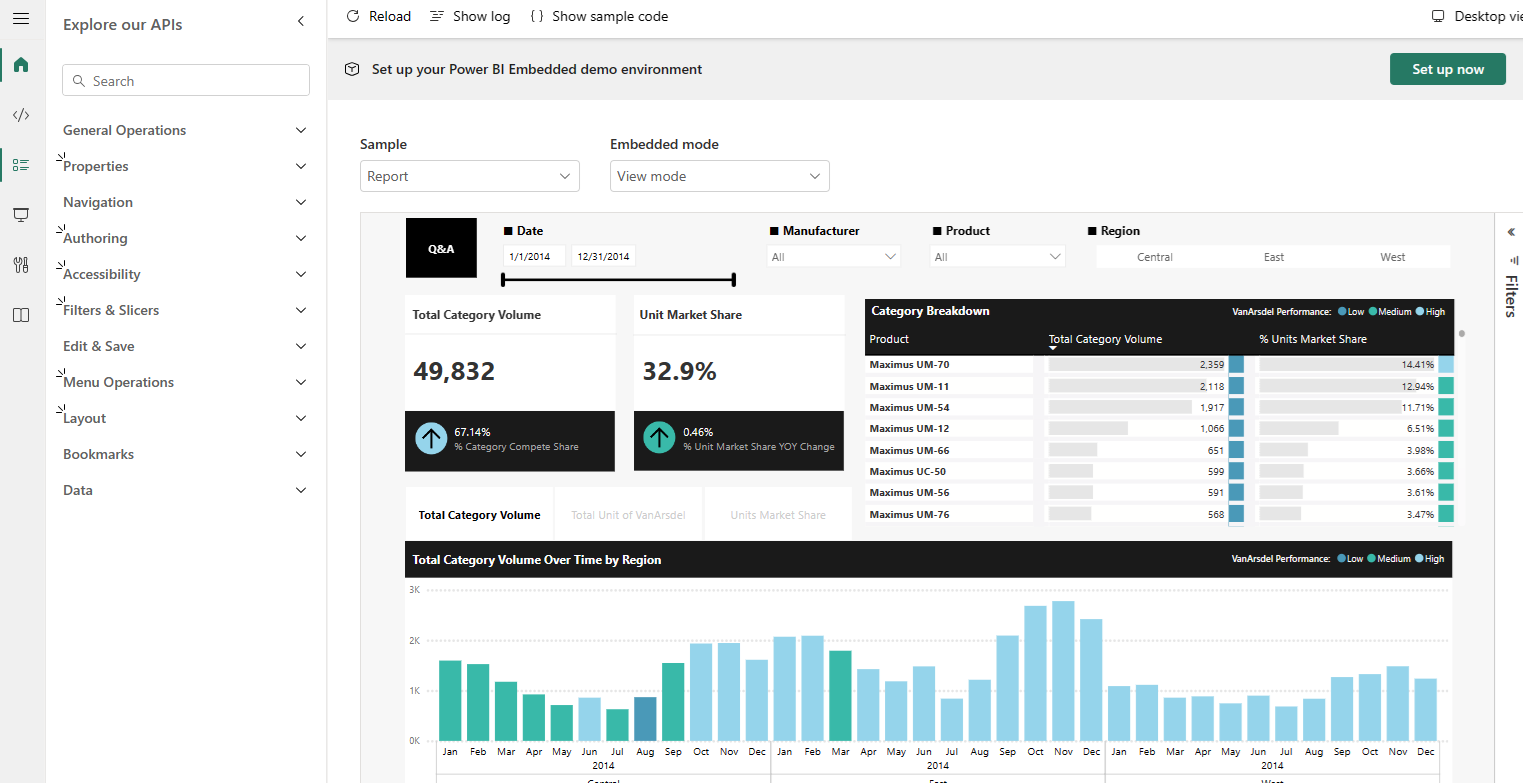 Explore our APIs
Search
General Operations
Properties
Navigation
Authoring
Accessibility
Filters & Slicers
Edit & Save
Menu Operations
Layout
Bookmarks
Data
Reload Show log { } Show sample code Desktop vie
Set up your Power BI Embedded demo environment Set up now
Sample Embedded mode
Report View mode
Q&A
Date Manufacturer Product Region
1/1/2014 12/31/2014 All All Central East West
Filters
Total Category Volume Unit Market Share
49,832 32.9%
67.14%
% Category Compete Share
0.46%
% Unit Market Share YOY Change
Category Breakdown VanArsdel Performance: Low Medium High
Product Total Category Volume % Units Market Share
Maximus UM-70 2,359 14.41%
Maximus UM-11 2,118 12.94%
Maximus UM-54 1,917 11.71%
Maximus UM-12 1,066 6.51%
Maximus UM-66 651 3.98%
Maximus UC-50 599 3.66%
Maximus UM-56 591 3.61%
Maximus UM-76 568 3.47%
Total Category Volume Total Unit of VanArsdel Units Market Share
Total Category Volume Over Time by Region VanArsdel Performance: Low Medium High
3K
2K
1K
0K
Jan Feb Mar Apr May Jun Jul Aug Sep Oct Nov Dec Jan Feb Mar Apr May Jun Jul Aug Sep Oct Nov Dec Jan Feb Mar Apr May Jun Jul Aug Sep Oct Nov Dec
2014 2014 2014